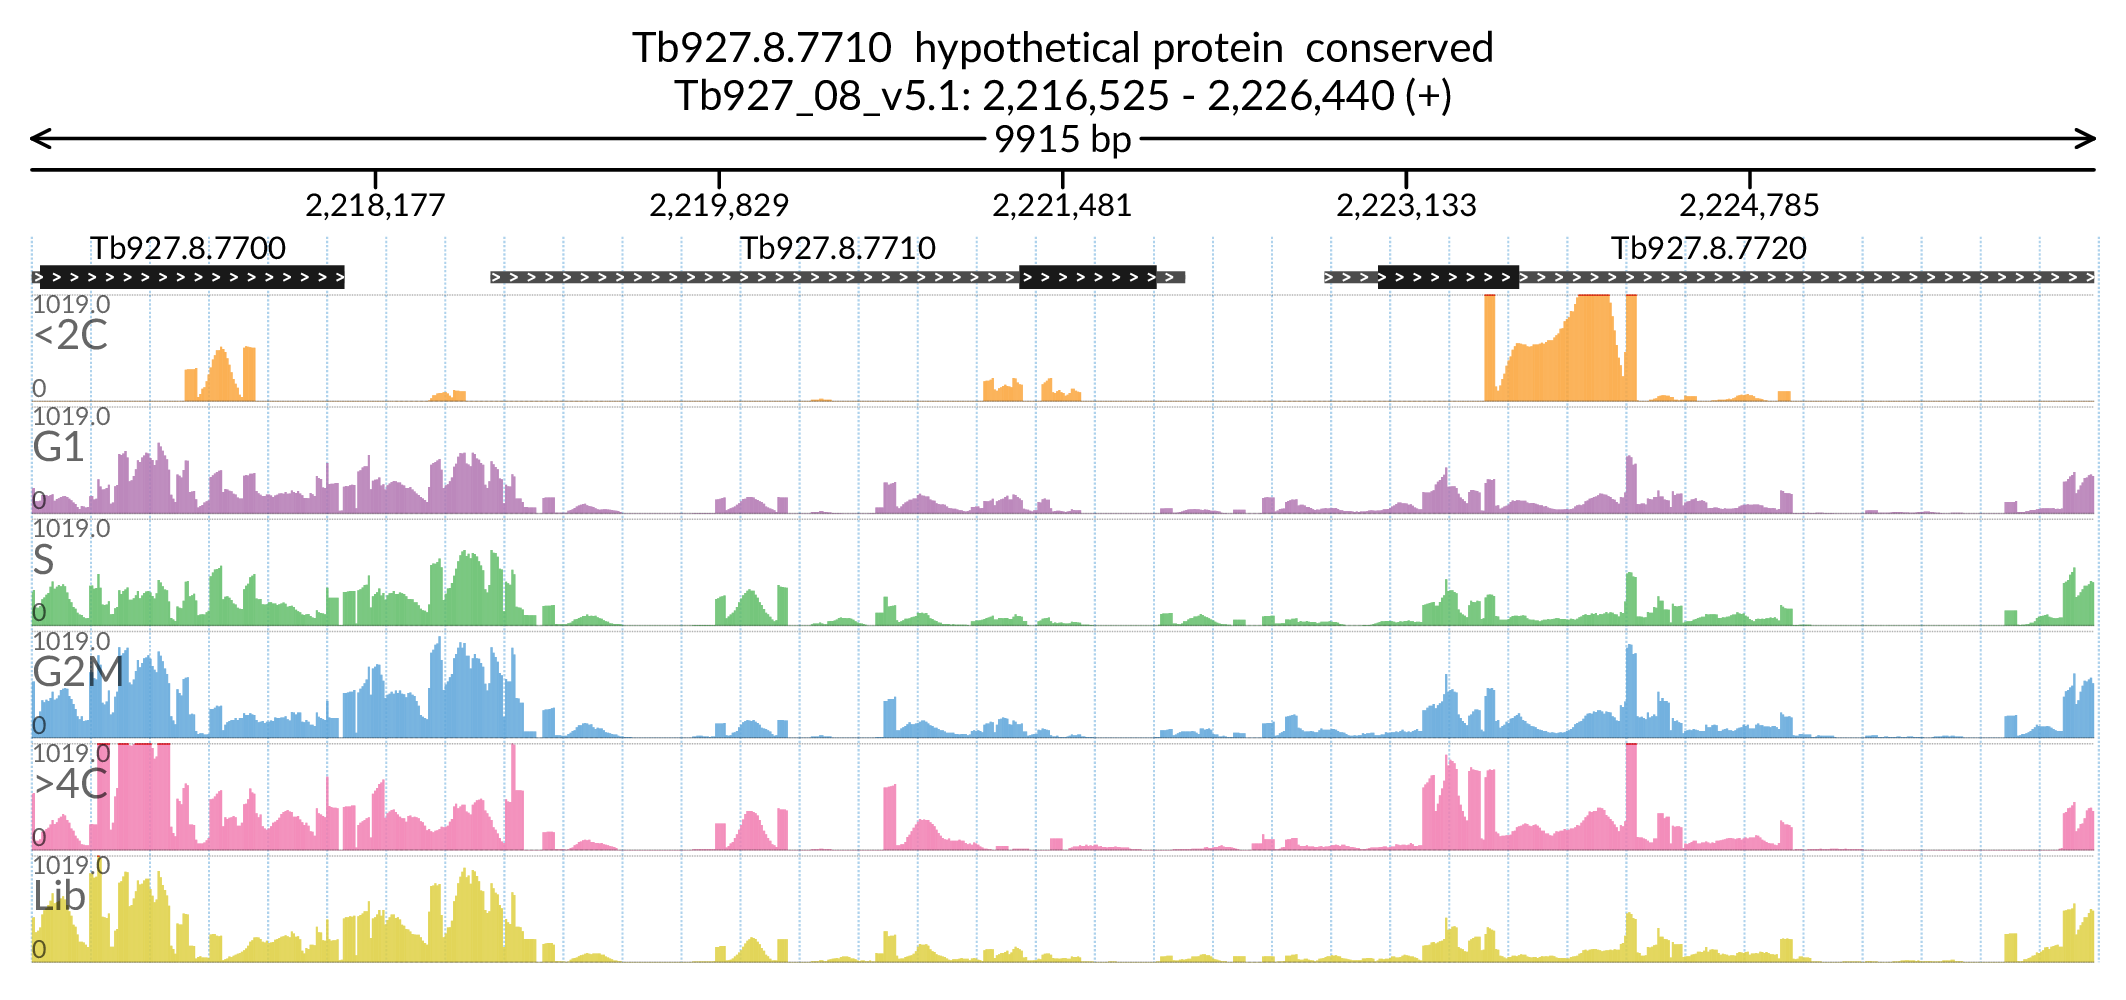 Tb927.8.7710 hypothetical protein conserved
Tb927_08_v5.1: 2,216,525 - 2,226,440 (+)
9915 bp
2,218,177 2,219,829 2,221,481 2,223,133 2,224,785
Tb927.8.7700 Tb927.8.7710 Tb927.8.7720
1019.0
<2C
0
1019.0
G1
0
1019.0
S
0
1019.0
G2M
0
1019.0
>4C
0
1019.0
Lib
0